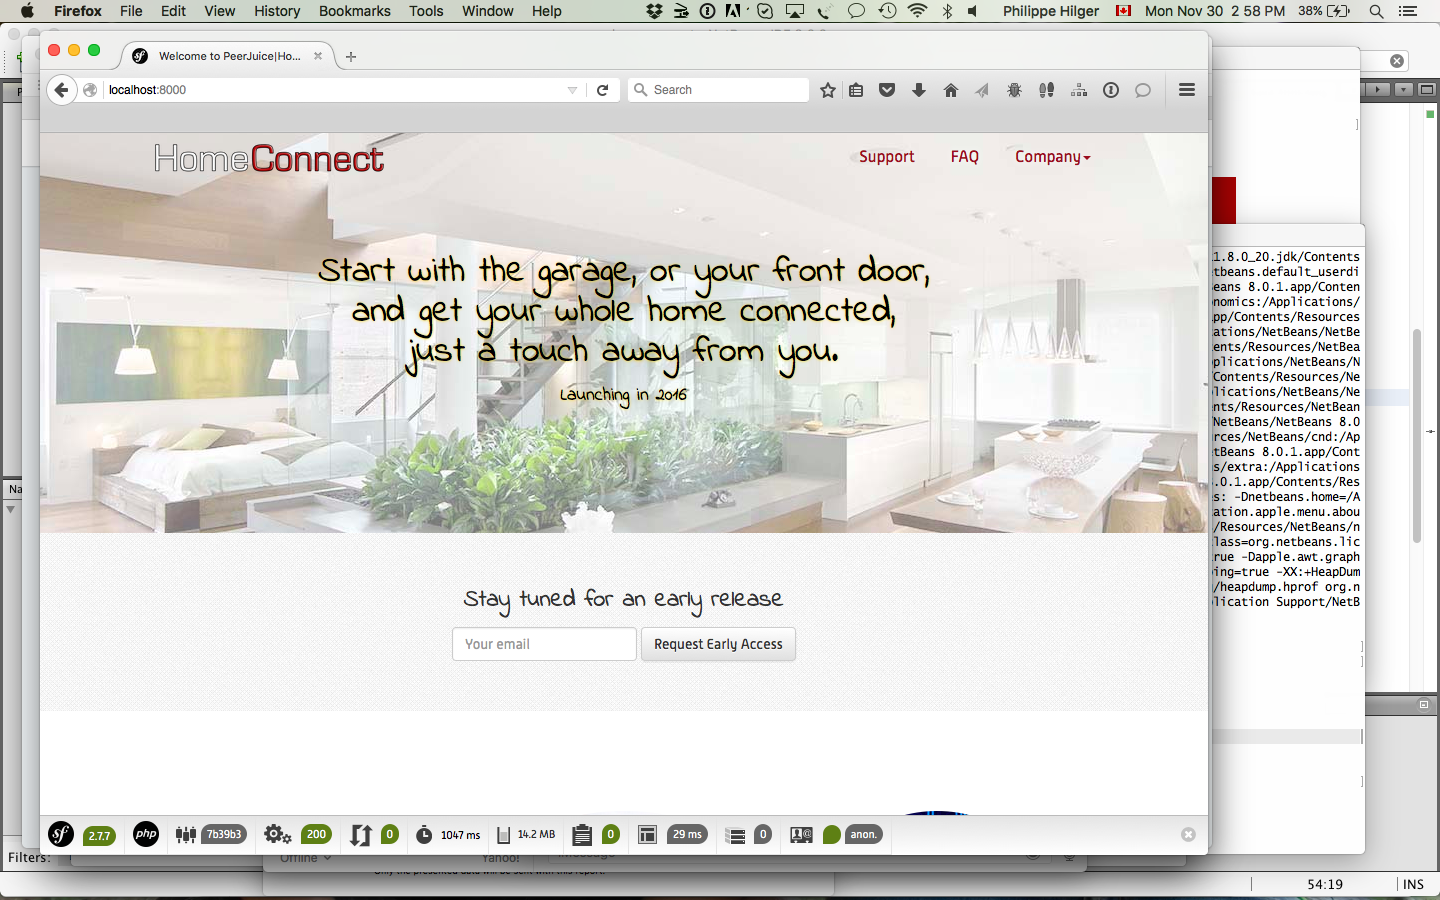 Firefox File Edit View History Bookmarks Tools Window Help Philippe Hilger Mon Nov 30 2 58 PM 38%
Welcome to PeerJuice|Ho...
localhost:8000
Search
HomeConnect
Support FAQ Company
Start with the garage, or your front door,
and get your whole home connected,
just a touch away from you.
Launching in 2016
Stay tuned for an early release
Your email Request Early Access
2.7.7 php 7b39b3 200 0 1047 ms 14.2 MB 0 29 ms 0 anon.
1.8.0_20.jdk/Contents
tbeans.default_userdi
beans 8.0.1.app/Conten
onomics:/Applications/
app/Contents/Resources
ations/NetBeans/NetBe
ents/Resources/NetBean
pplications/NetBeans/N
/Contents/Resources/Ne
plications/NetBeans/Ne
nts/Resources/NetBean
/NetBeans/NetBeans 8.0
rces/NetBeans/cnd:/Ap
tBeans 8.0.1.app/Cont
s/extra:/Applications
.0.1.app/Contents/Res
s: -Dnetbeans.home=/A
ation.apple.menu.abou
/Resources/NetBeans/n
class=org.netbeans.lic
rue -Dapple.awt.graph
ping=true -XX:+HeapDum
/heapdump.hprof org.n
lication Support/NetB
Na
Filters:
Offline Yahoo!
Only the presented data will be sent with this report.
54:19 INS